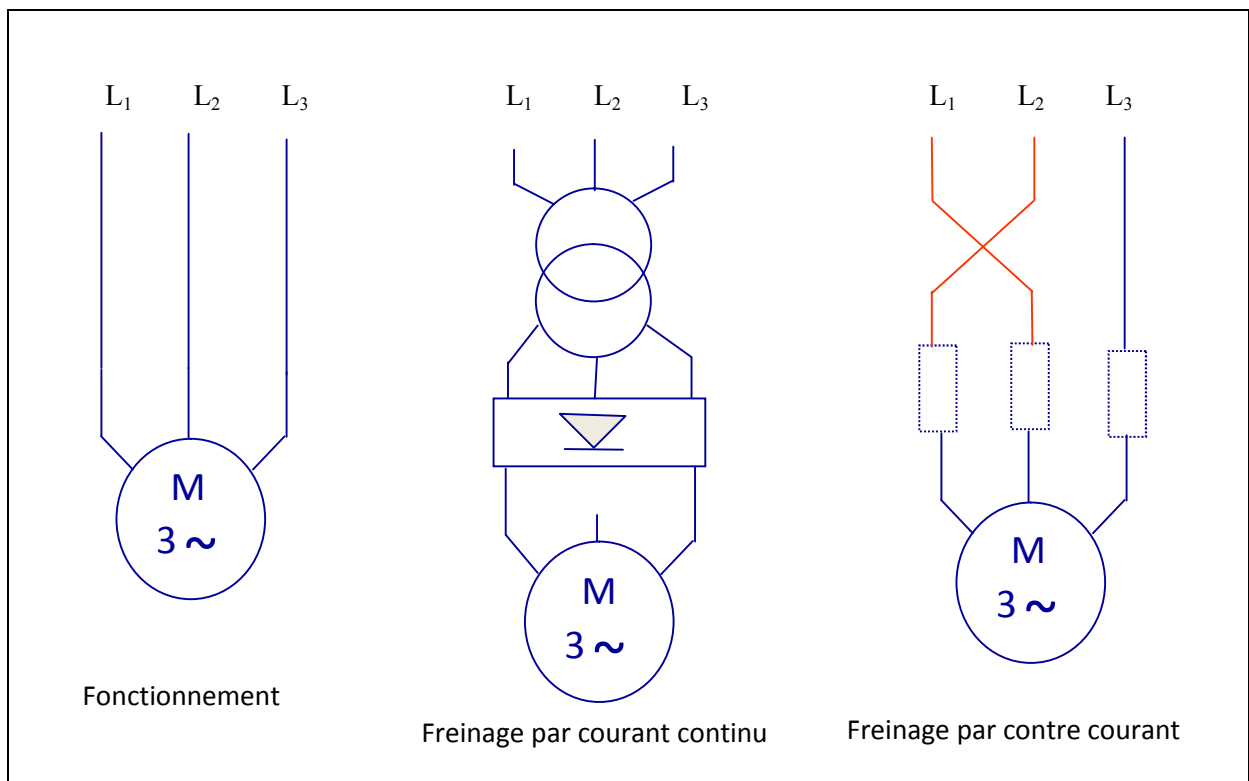 L₁ L₂ L₃
M
3 ~
Fonctionnement
L₁ L₂ L₃
M
3 ~
Freinage par courant continu
L₁ L₂ L₃
M
3 ~
Freinage par contre courant